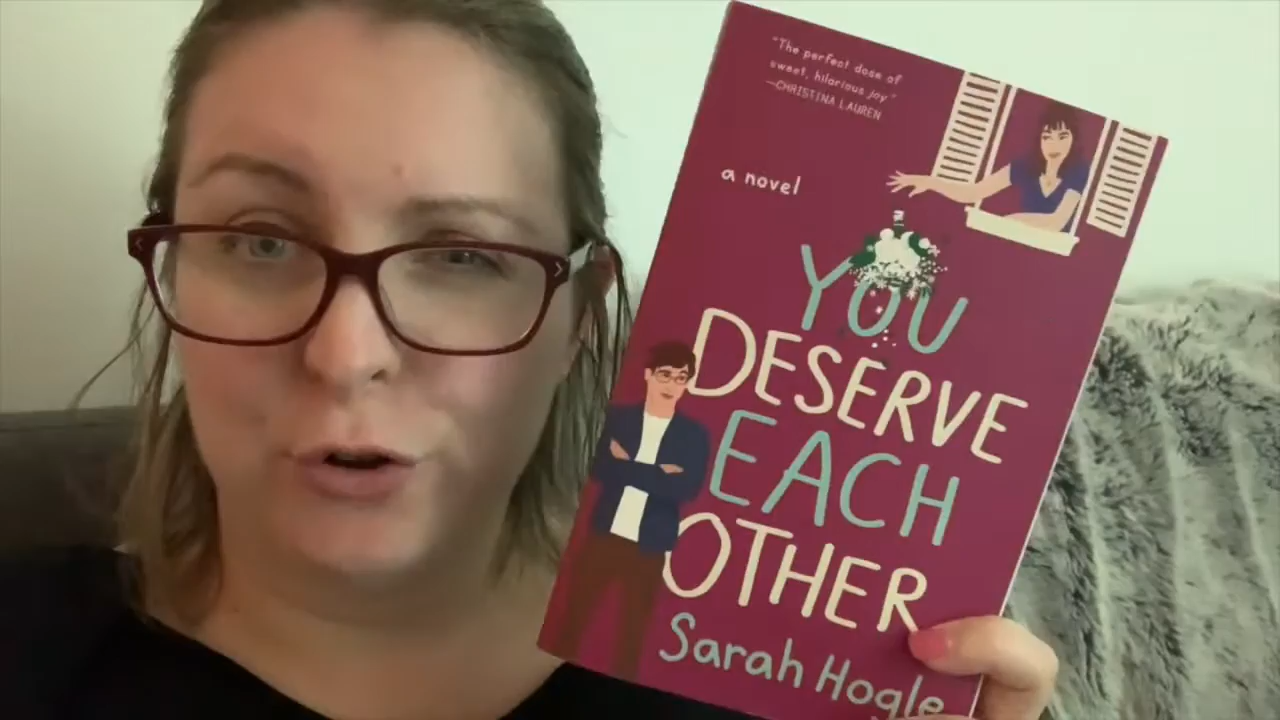 "The perfect dose of
sweet, hilarious joy"
—CHRISTINA LAUREN
a novel
YOU
DESERVE
EACH
OTHER
Sarah Hogle